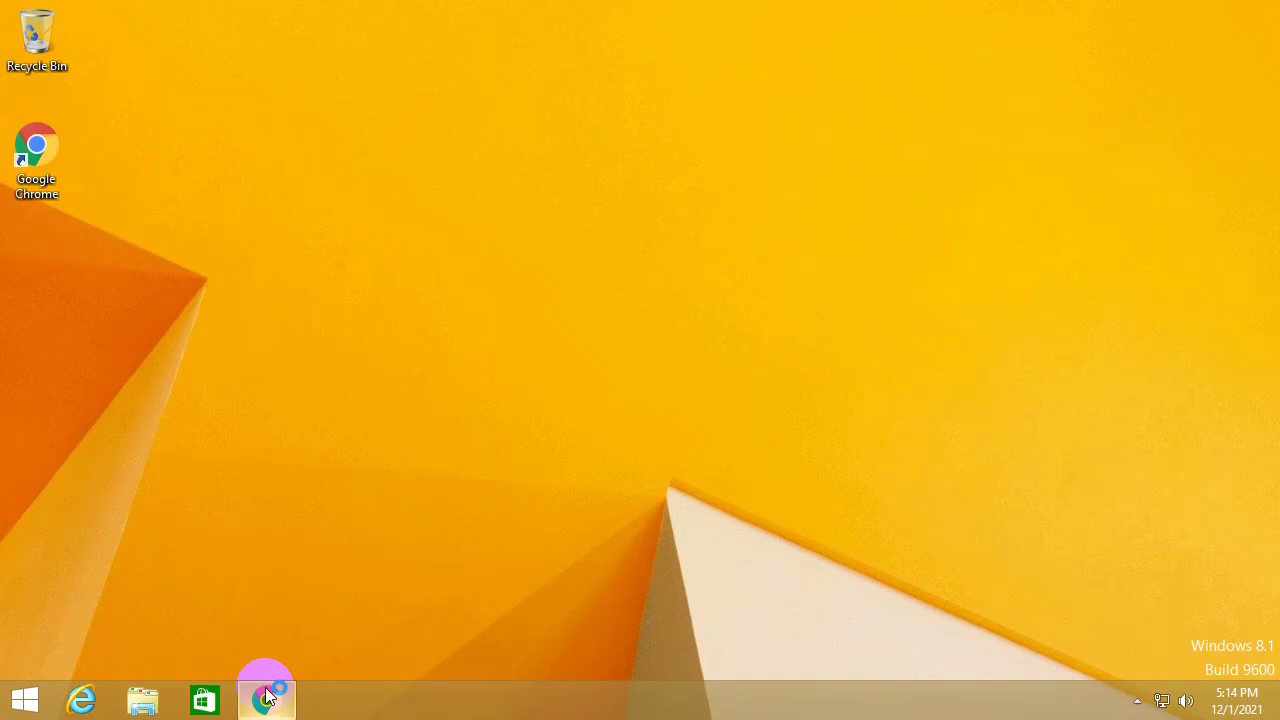 Recycle Bin
Google
Chrome
Windows 8.1
Build 9600
5:14 PM
12/1/2021